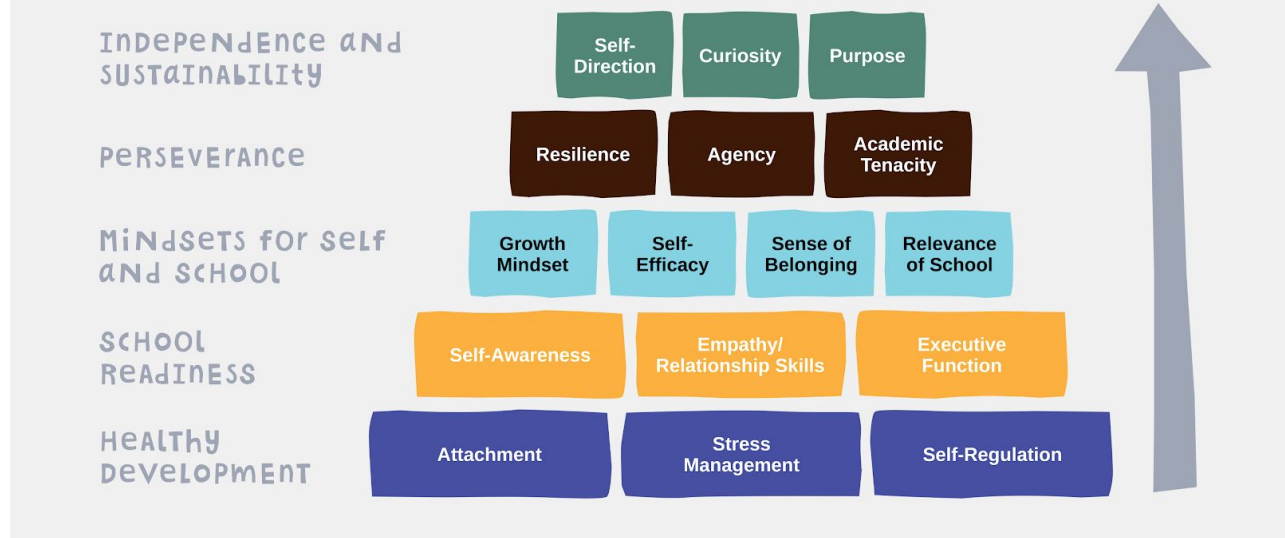 Independence and
sustainability
Self-
Direction
Curiosity
Purpose
Perseverance
Resilience
Agency
Academic
Tenacity
Mindsets for Self
and School
Growth
Mindset
Self-
Efficacy
Sense of
Belonging
Relevance
of School
School
Readiness
Self-Awareness
Empathy/
Relationship Skills
Executive
Function
Healthy
Development
Attachment
Stress
Management
Self-Regulation